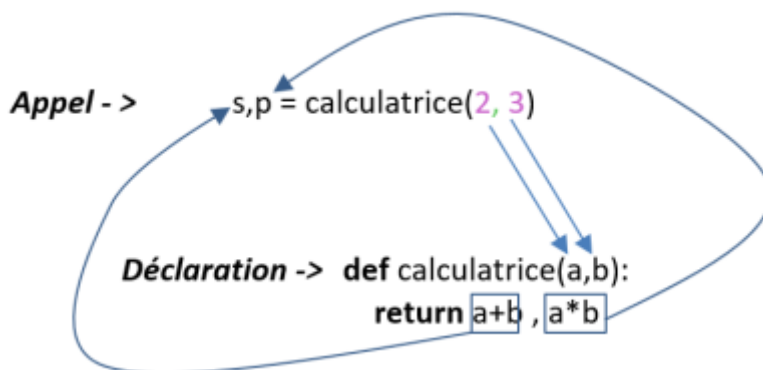 Appel - > s,p = calculatrice(2, 3)
Déclaration -> def calculatrice(a,b):
return a+b , a*b